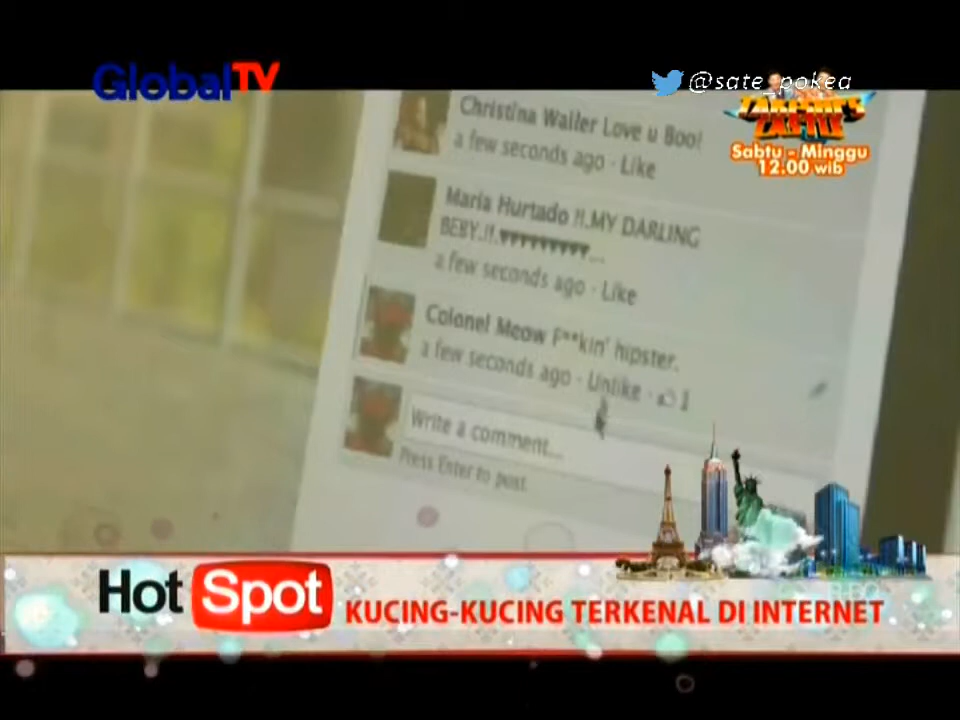 GlobalTV
@sate_pokea
Sabtu - Minggu
12.00 wib
Christina Waller Love u Boo!
a few seconds ago · Like
Maria Hurtado !!.MY DARLING
BEBY.!!.♥♥♥♥♥♥♥♥♥...
a few seconds ago · Like
Colonel Meow F**kin' hipster.
a few seconds ago · Unlike · 1
Write a comment...
Press Enter to post.
Hot Spot
KUCING-KUCING TERKENAL DI INTERNET